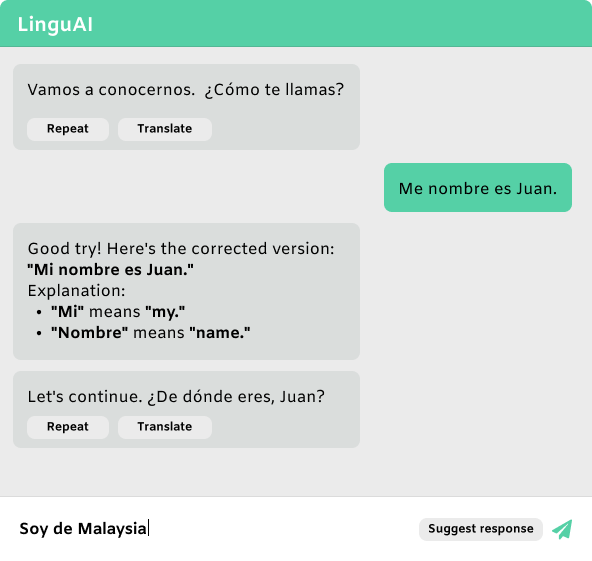 LinguAI
Vamos a conocernos.  ¿Cómo te llamas?
Repeat Translate
Me nombre es Juan.
Good try! Here's the corrected version:
"Mi nombre es Juan."
Explanation:
• "Mi" means "my."
• "Nombre" means "name."
Let's continue. ¿De dónde eres, Juan?
Repeat Translate
Soy de Malaysia
Suggest response